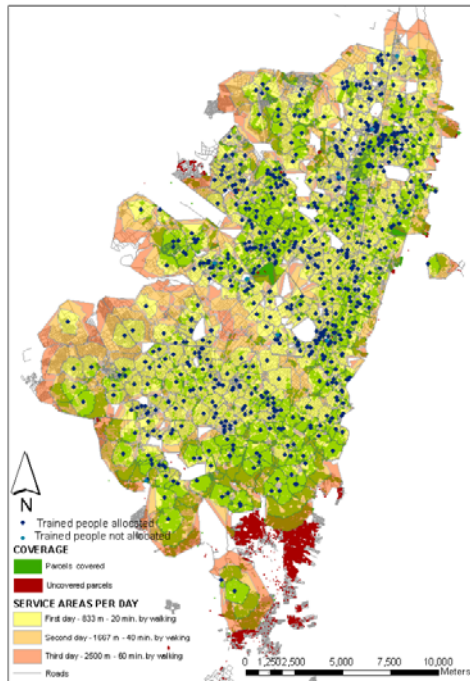 N
Trained people allocated
Trained people not allocated
COVERAGE
Parcels covered
Uncovered parcels
SERVICE AREAS PER DAY
First day - 833 m - 20 min. by walking
Second day - 1667 m - 40 min. by walking
Third day - 2500 m - 60 min. by walking
Roads
0 1,250 2,500 5,000 7,500 10,000
Meters